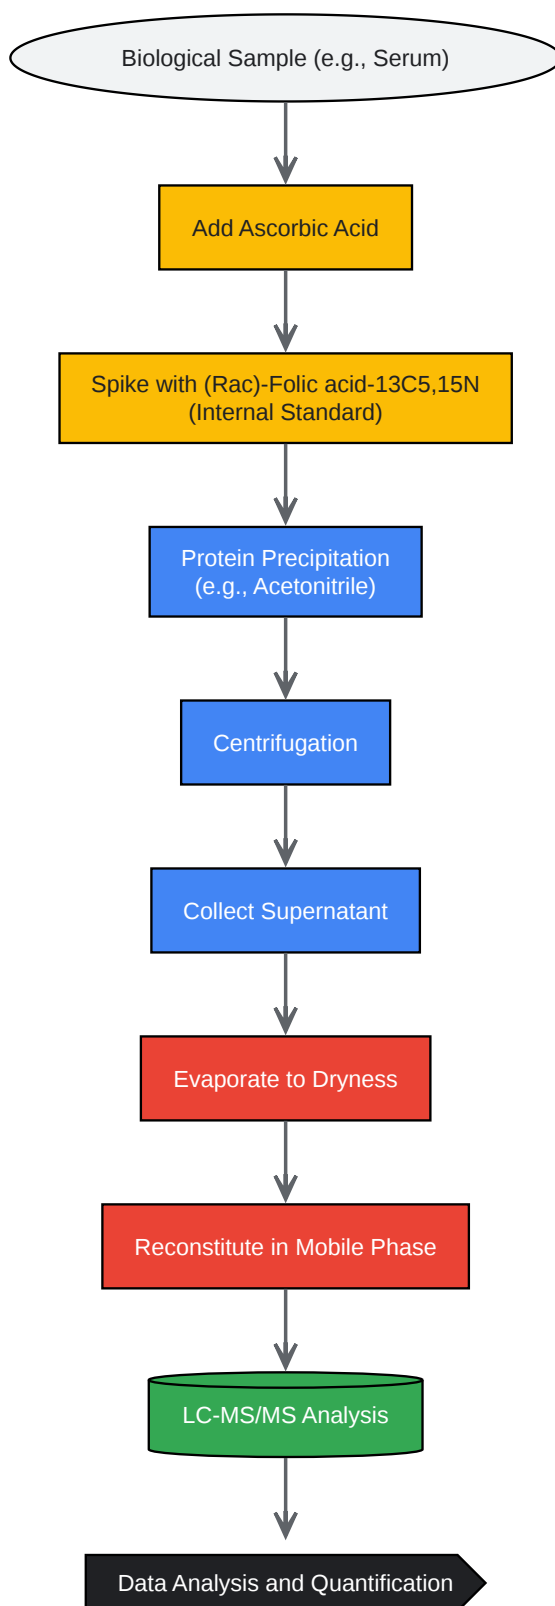 Biological Sample (e.g., Serum)
Add Ascorbic Acid
Spike with (Rac)-Folic acid-13C5,15N
(Internal Standard)
Protein Precipitation
(e.g., Acetonitrile)
Centrifugation
Collect Supernatant
Evaporate to Dryness
Reconstitute in Mobile Phase
LC-MS/MS Analysis
Data Analysis and Quantification